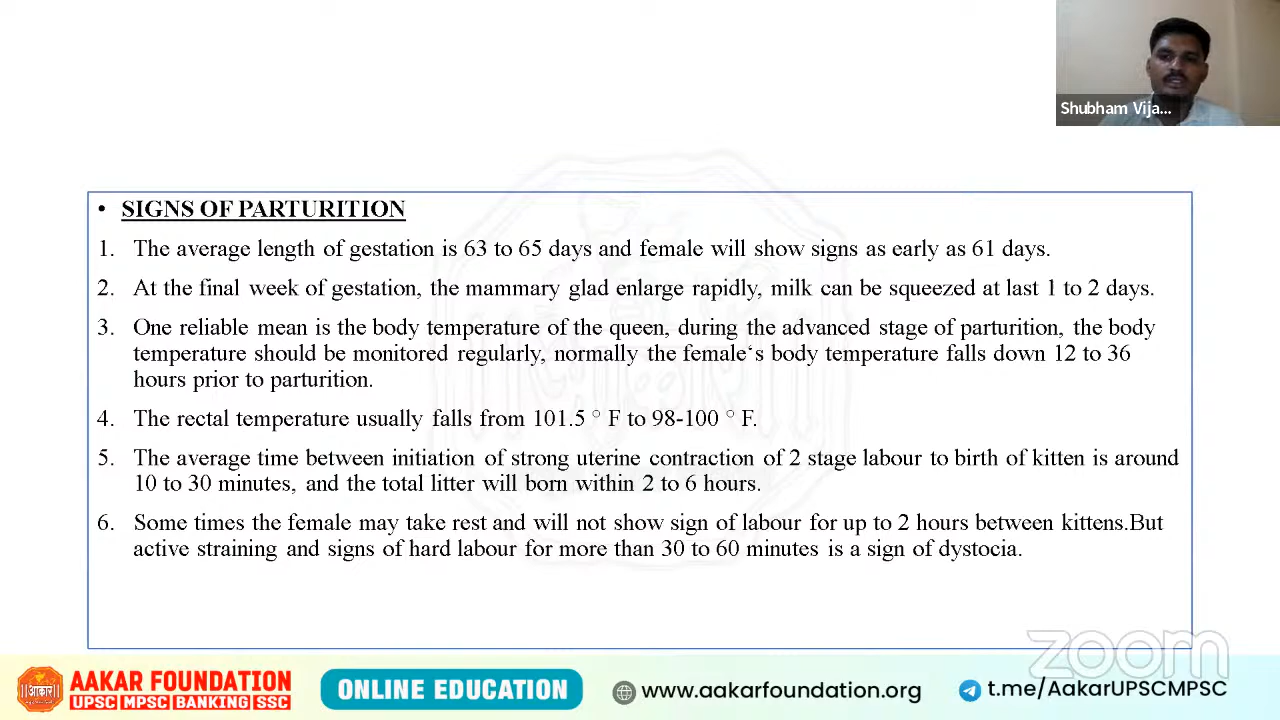 Shubham Vija...
• SIGNS OF PARTURITION
1. The average length of gestation is 63 to 65 days and female will show signs as early as 61 days.
2. At the final week of gestation, the mammary glad enlarge rapidly, milk can be squeezed at last 1 to 2 days.
3. One reliable mean is the body temperature of the queen, during the advanced stage of parturition, the body
temperature should be monitored regularly, normally the female‘s body temperature falls down 12 to 36
hours prior to parturition.
4. The rectal temperature usually falls from 101.5 ° F to 98-100 ° F.
5. The average time between initiation of strong uterine contraction of 2 stage labour to birth of kitten is around
10 to 30 minutes, and the total litter will born within 2 to 6 hours.
6. Some times the female may take rest and will not show sign of labour for up to 2 hours between kittens.But
active straining and signs of hard labour for more than 30 to 60 minutes is a sign of dystocia.
zoom
आकार
AAKAR FOUNDATION
UPSC MPSC BANKING SSC
ONLINE EDUCATION
www.aakarfoundation.org
t.me/AakarUPSCMPSC